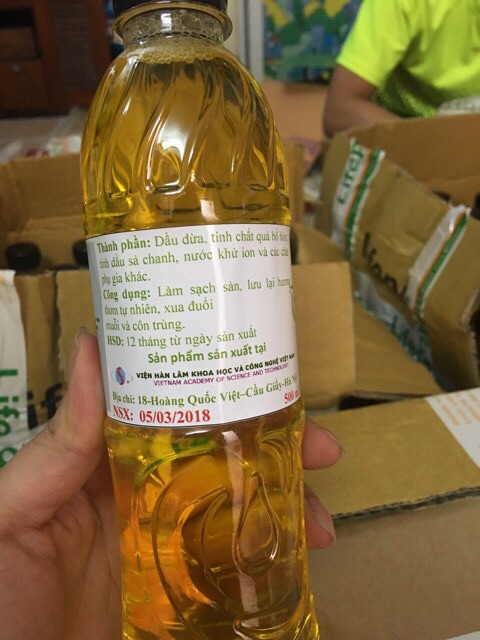 Thành phần: Dầu dừa, tinh chất quả bồ hòn,
tinh dầu sả chanh, nước khử ion và các chất
phụ gia khác.
Công dụng: Làm sạch sàn, lưu lại hương
thơm tự nhiên, xua đuổi
muỗi và côn trùng.
HSD: 12 tháng từ ngày sản xuất
Sản phẩm sản xuất tại
VIỆN HÀN LÂM KHOA HỌC VÀ CÔNG NGHỆ VIỆT NAM
VIETNAM ACADEMY OF SCIENCE AND TECHNOLOGY
Địa chỉ: 18-Hoàng Quốc Việt–Cầu Giấy–Hà
NSX: 05/03/2018
500